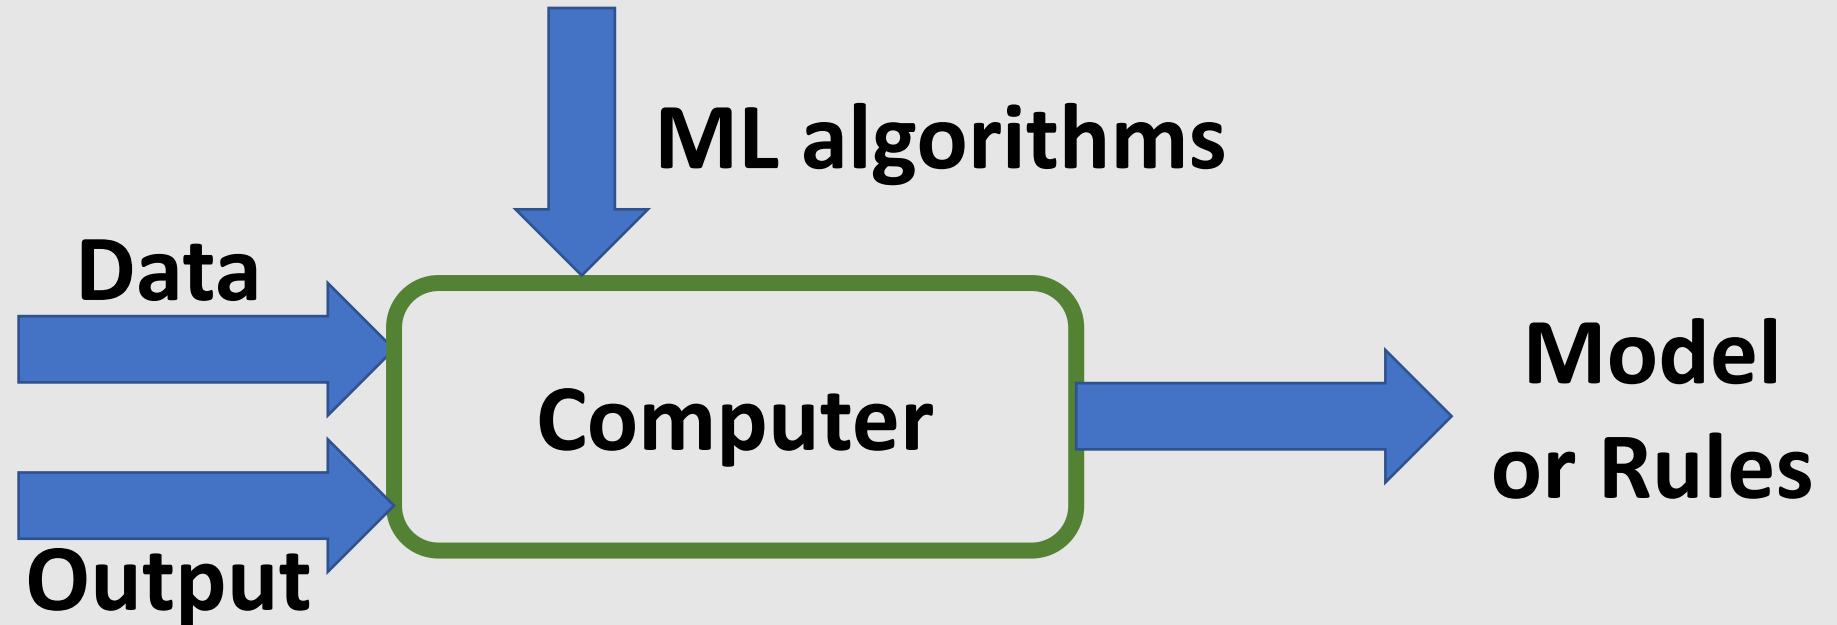 ML algorithms
Data
Computer
Output
Model
or Rules